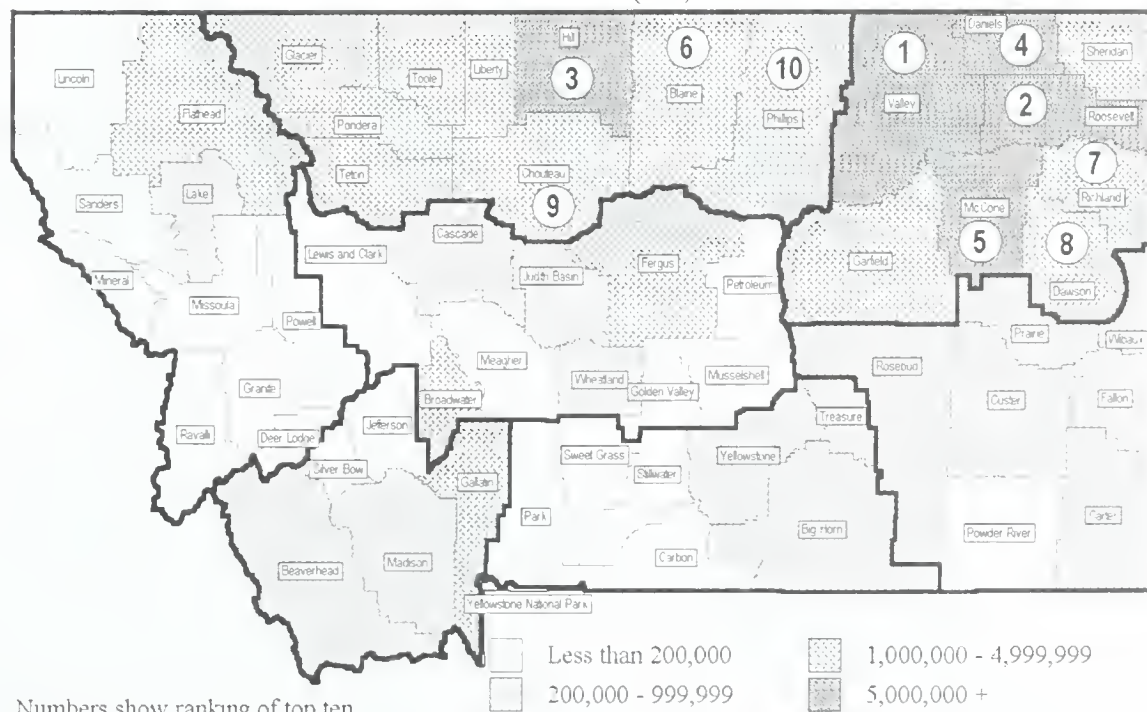 Lincoln
Flathead
Glacier
Toole
Liberty
Hill
3
6
Blaine
10
Phillips
1
Valley
Daniels
4
Sheridan
2
Roosevelt
Pondera
Teton
Chouteau
9
7
Richland
Lake
Sanders
Mineral
Missoula
Powell
Lewis and Clark
Cascade
Judith Basin
Fergus
Petroleum
Garfield
McCone
5
8
Dawson
Prairie
Wibaux
Meagher
Wheatland
Golden Valley
Musselshell
Rosebud
Custer
Fallon
Granite
Broadwater
Jefferson
Ravalli
Deer Lodge
Silver Bow
Treasure
Sweet Grass
Stillwater
Yellowstone
Gallatin
Park
Carbon
Big Horn
Powder River
Carter
Beaverhead
Madison
Yellowstone National Park
Less than 200,000
1,000,000 - 4,999,999
200,000 - 999,999
5,000,000 +
Numbers show ranking of top ten